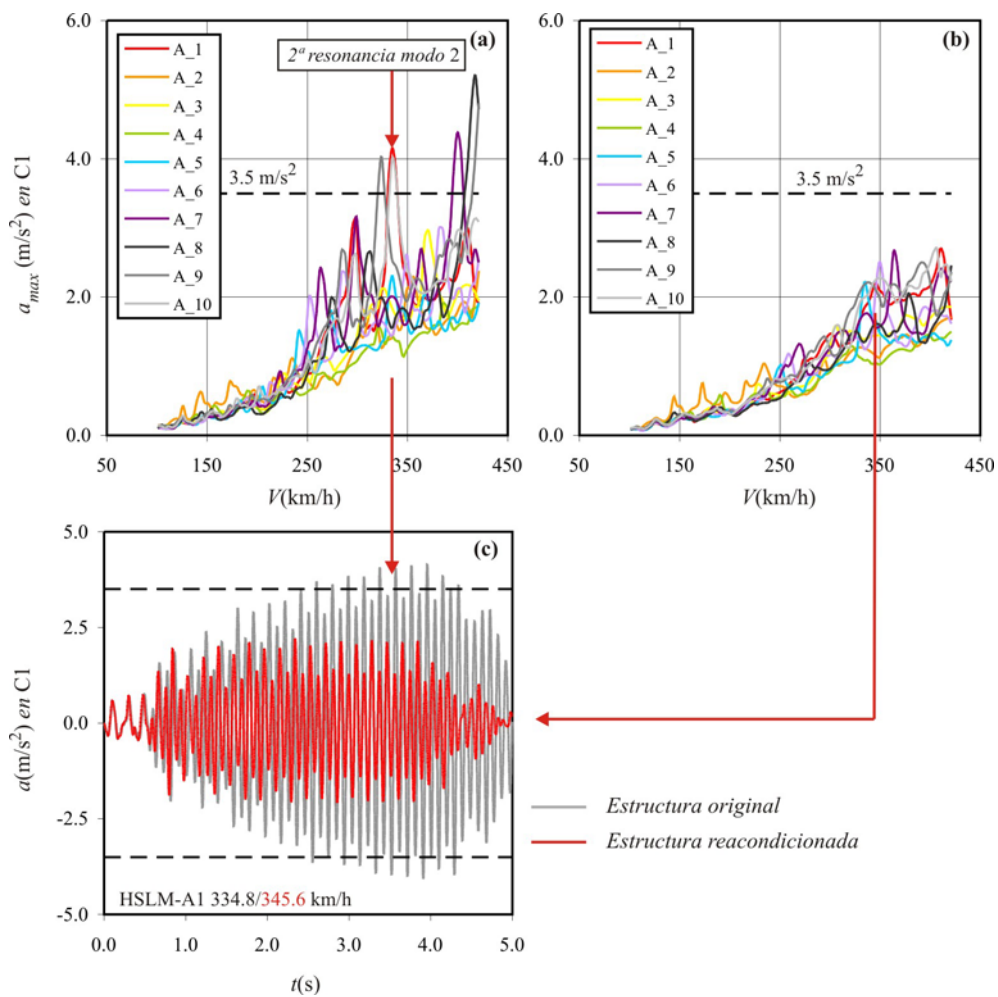 6.0
4.0
2.0
0.0
a_max (m/s²) en C1
A_1
A_2
A_3
A_4
A_5
A_6
A_7
A_8
A_9
A_10
(a)
2ª resonancia modo 2
3.5 m/s²
50
150
250
350
450
V(km/h)
6.0
4.0
2.0
0.0
A_1
A_2
A_3
A_4
A_5
A_6
A_7
A_8
A_9
A_10
(b)
3.5 m/s²
50
150
250
350
450
V(km/h)
5.0
2.5
0.0
-2.5
-5.0
a(m/s²) en C1
(c)
HSLM-A1 334.8/345.6 km/h
0.0
1.0
2.0
3.0
4.0
5.0
t(s)
Estructura original
Estructura reacondicionada